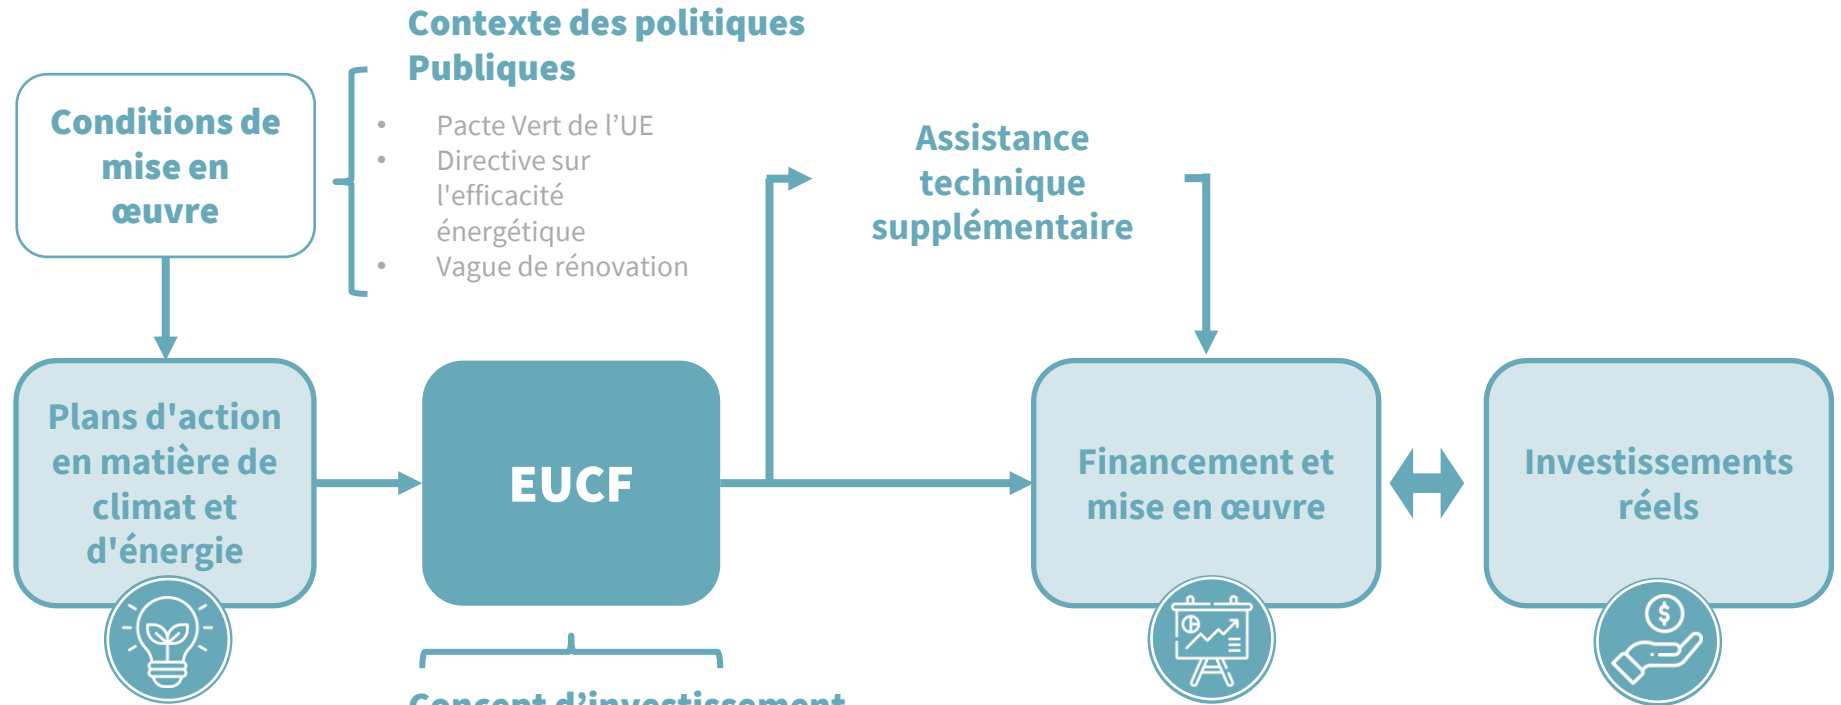 Contexte des politiques
Publiques
Conditions de
mise en
œuvre
• Pacte Vert de l’UE
• Directive sur
l'efficacité
énergétique
• Vague de rénovation
Assistance
technique
supplémentaire
Plans d'action
en matière de
climat et
d'énergie
EUCF
Financement et
mise en œuvre
Investissements
réels
$
Concept d’investissement